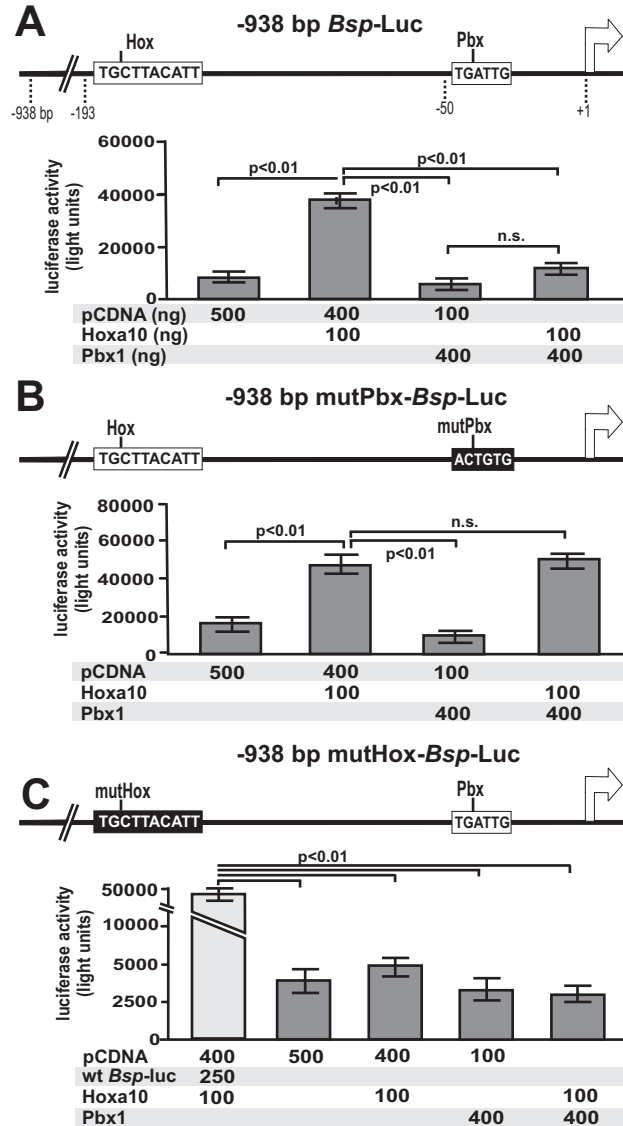 A
-938 bp Bsp-Luc
Hox Pbx
TGCTTACATT TGATTG
-938 bp -193 -50 +1
luciferase activity
(light units)
60000
40000
20000
0
p<0.01
p<0.01
p<0.01
n.s.
pCDNA (ng) 500 400 100
Hoxa10 (ng) 100 100
Pbx1 (ng) 400 400
B
-938 bp mutPbx-Bsp-Luc
Hox mutPbx
TGCTTACATT ACTGTG
luciferase activity
(light units)
80000
60000
40000
20000
0
p<0.01
n.s.
p<0.01
pCDNA 500 400 100
Hoxa10 100 100
Pbx1 400 400
C
-938 bp mutHox-Bsp-Luc
mutHox Pbx
TGCTTACATT TGATTG
luciferase activity
(light units)
50000
10000
5000
2500
0
p<0.01
pCDNA 400 500 400 100
wt Bsp-luc 250
Hoxa10 100 100 100
Pbx1 400 400